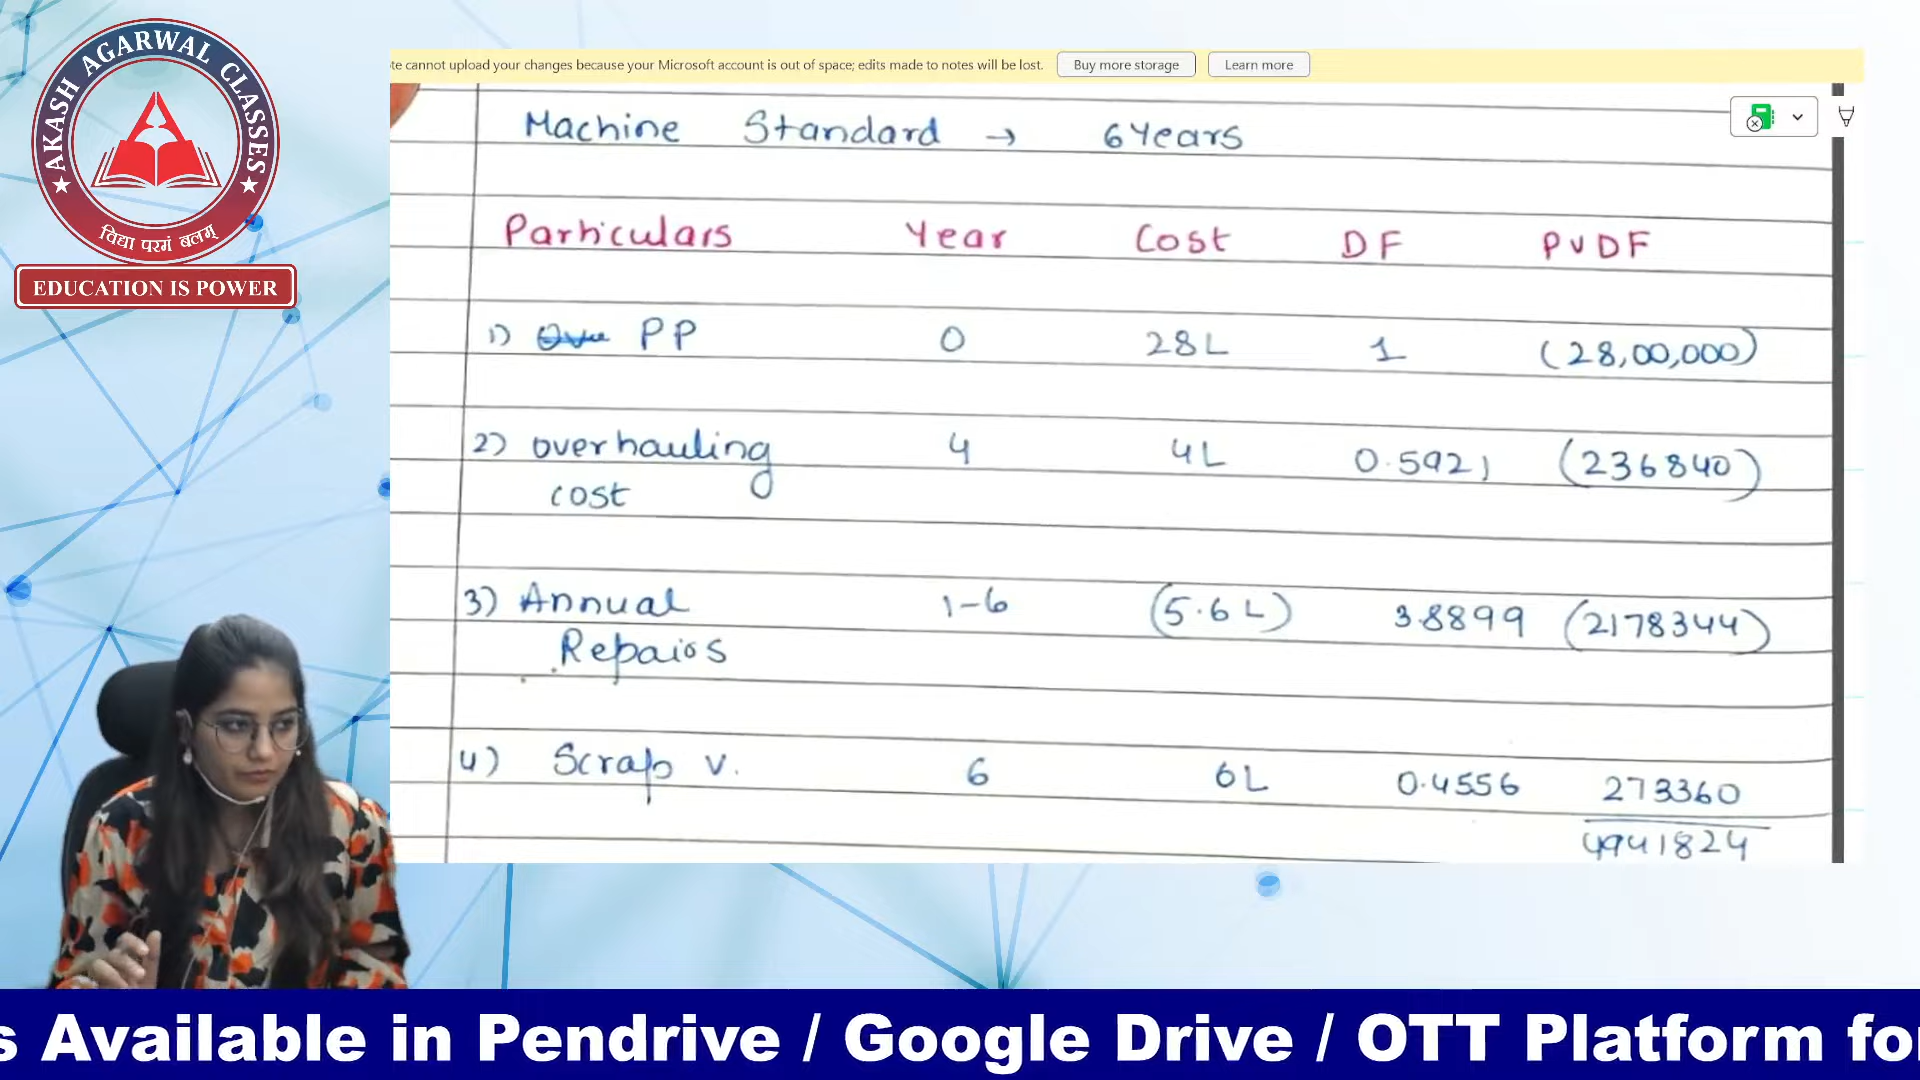 AKASH AGARWAL CLASSES
विद्या परमं बलम्
EDUCATION IS POWER
te cannot upload your changes because your Microsoft account is out of space; edits made to notes will be lost. Buy more storage Learn more
Machine Standard → 6 Years
Particulars Year Cost DF PVDF
1) PP 0 28L 1 (28,00,000)
2) overhauling 4 4L 0.5921 (236840)
cost
3) Annual 1-6 (5.6L) 3.8899 (2178344)
Repairs
4) Scrap v. 6 6L 0.4556 273360
4941824
s Available in Pendrive / Google Drive / OTT Platform fo